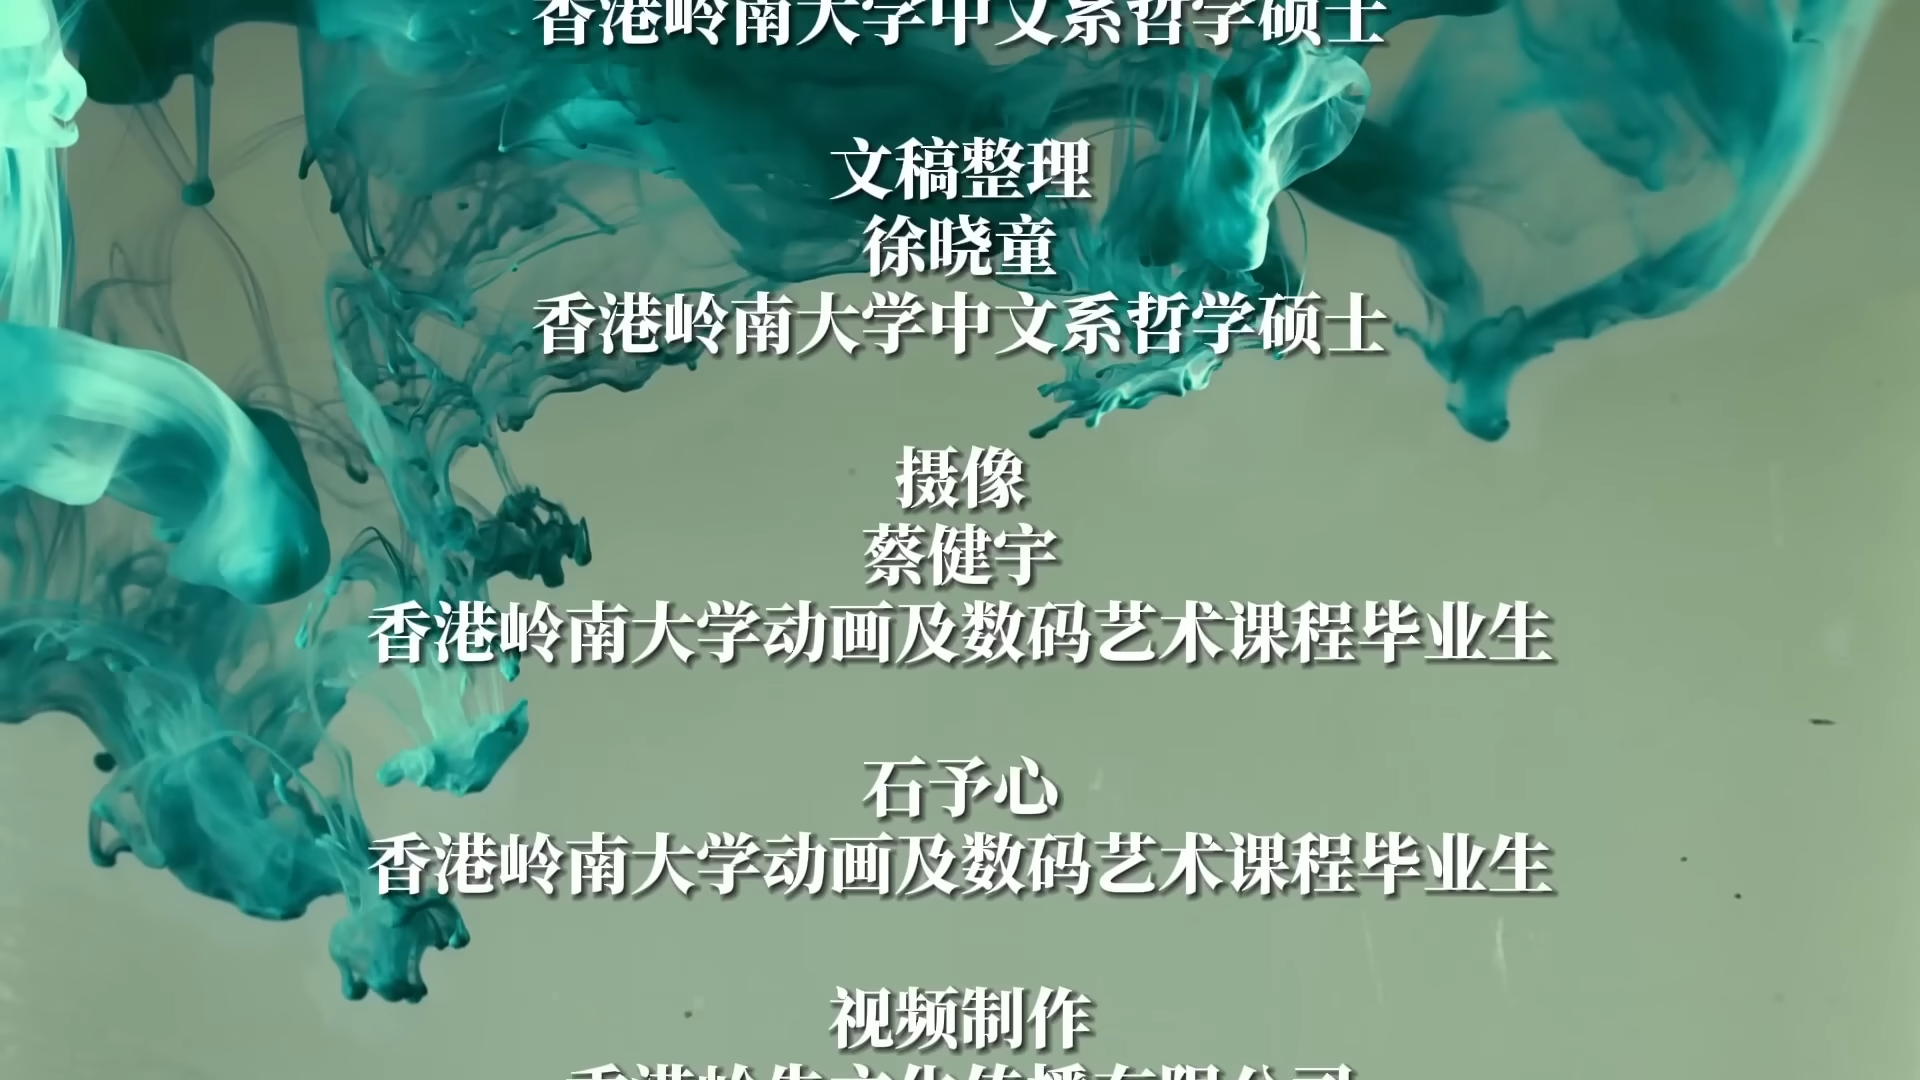 香港岭南大学中文系哲学硕士
文稿整理
徐晓童
香港岭南大学中文系哲学硕士
摄像
蔡健宇
香港岭南大学动画及数码艺术课程毕业生
石予心
香港岭南大学动画及数码艺术课程毕业生
视频制作